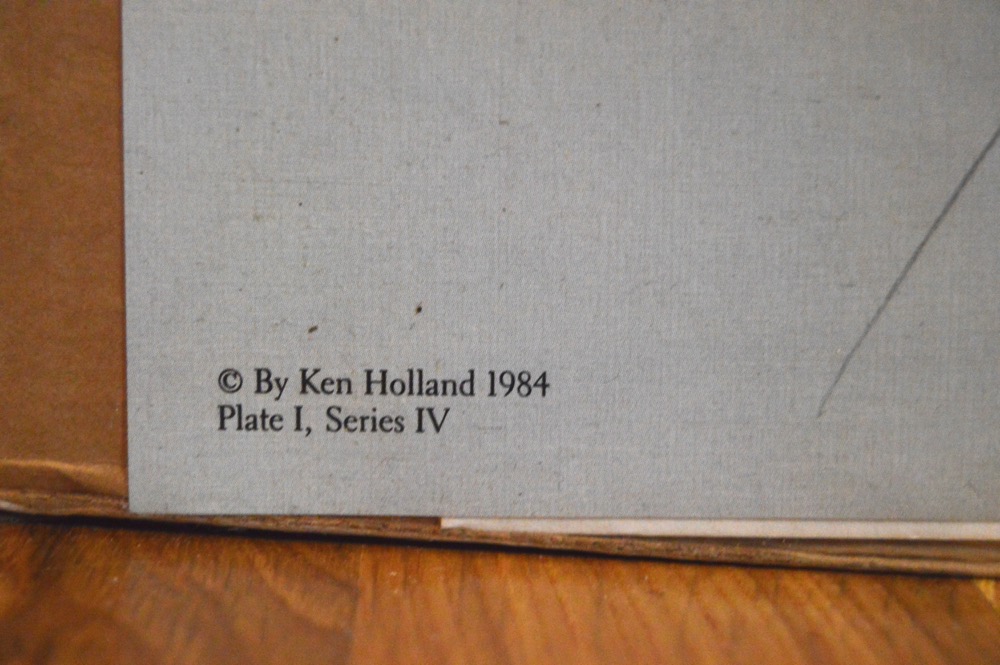 © By Ken Holland 1984
Plate I, Series IV